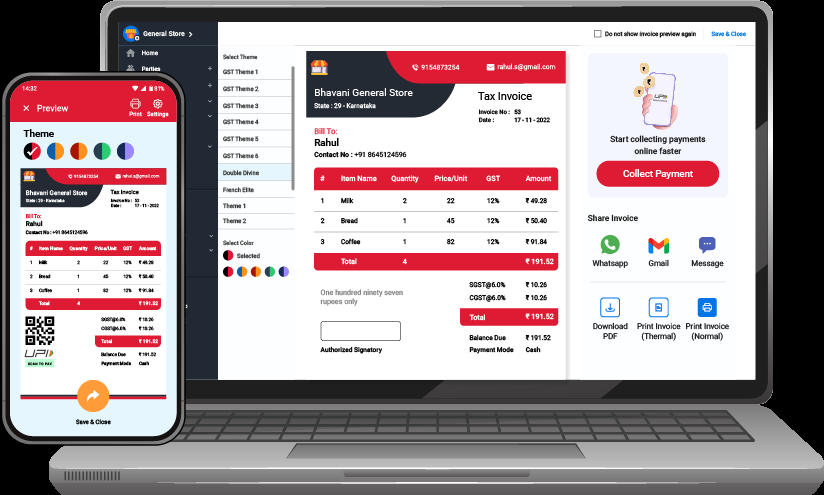 General Store
Do not show invoice preview again
Save & Close
Home
Parties
Select Theme
GST Theme 1
GST Theme 2
GST Theme 3
GST Theme 4
GST Theme 5
GST Theme 6
Double Divine
French Elite
Theme 1
Theme 2
Select Color
Selected
9154873254 rahul.s@gmail.com
Bhavani General Store
State : 29 - Karnataka
Tax Invoice
Invoice No : 53
Date : 17 - 11 - 2022
Bill To:
Rahul
Contact No : +91 8645124596
# Item Name Quantity Price/Unit GST Amount
1 Milk 2 22 12% ₹ 49.28
2 Bread 1 45 12% ₹ 50.40
3 Coffee 1 82 12% ₹ 91.84
Total 4 ₹ 191.52
One hundred ninety seven
rupees only
SGST@6.0% ₹ 10.26
CGST@6.0% ₹ 10.26
Total ₹ 191.52
Balance Due ₹ 191.52
Payment Mode Cash
Authorized Signatory
UPI
Start collecting payments
online faster
Collect Payment
Share Invoice
Whatsapp Gmail Message
Download PDF
Print Invoice (Thermal)
Print Invoice (Normal)
14:32 81%
Preview
Print Settings
Theme
9154873254 rahul.s@gmail.com
Bhavani General Store
State : 29 - Karnataka
Tax Invoice
Invoice No : 53
Date : 17 - 11 - 2022
Bill To:
Rahul
Contact No : +91 8645124596
# Item Name Quantity Price/Unit GST Amount
1 Milk 2 22 12% ₹ 49.28
2 Bread 1 45 12% ₹ 50.40
3 Coffee 1 82 12% ₹ 91.84
Total 4 ₹ 191.52
SGST@6.0% ₹ 10.26
CGST@6.0% ₹ 10.26
Total ₹ 191.52
Balance Due ₹ 191.52
Payment Mode Cash
UPI
SCAN TO PAY
Save & Close